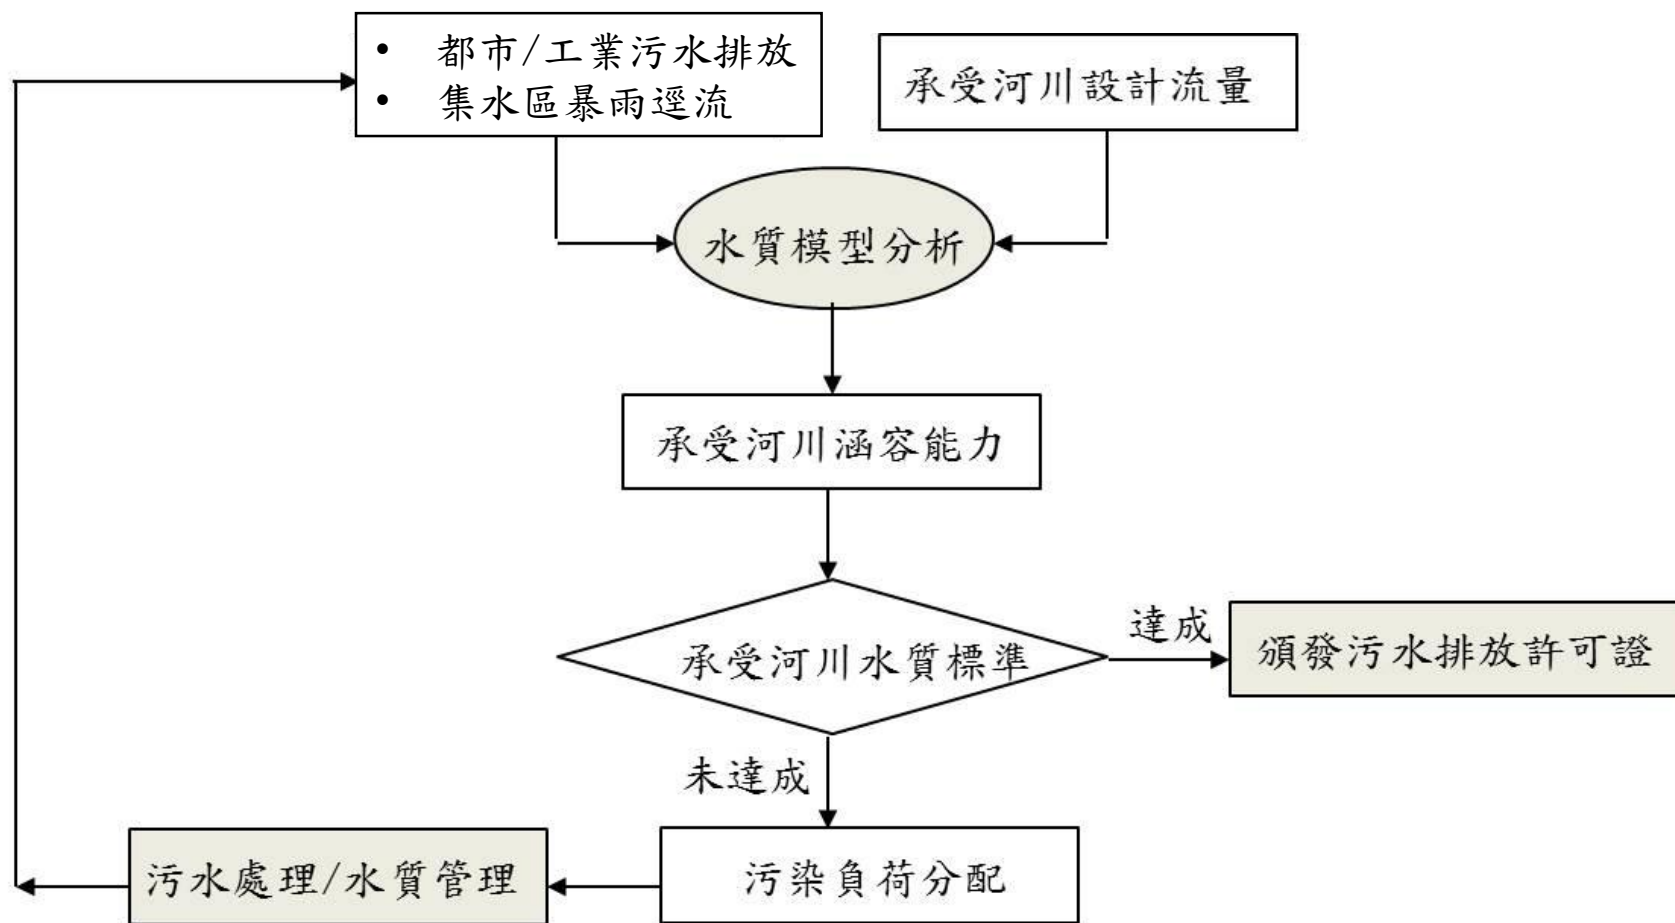 • 都市/工業污水排放
• 集水區暴雨逕流
承受河川設計流量
水質模型分析
承受河川涵容能力
承受河川水質標準
達成
頒發污水排放許可證
未達成
污水處理/水質管理
污染負荷分配